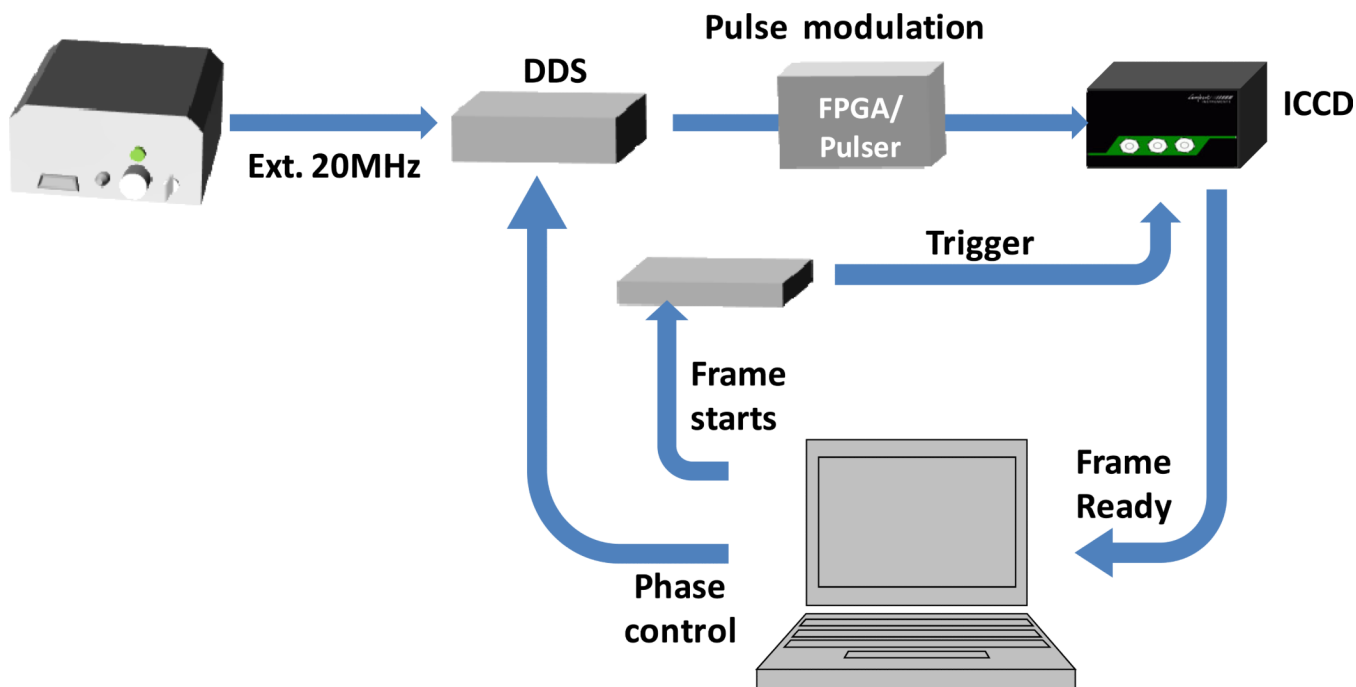 Pulse modulation
DDS
FPGA/
Pulser
ICCD
Ext. 20MHz
Trigger
Frame
starts
Frame
Ready
Phase
control